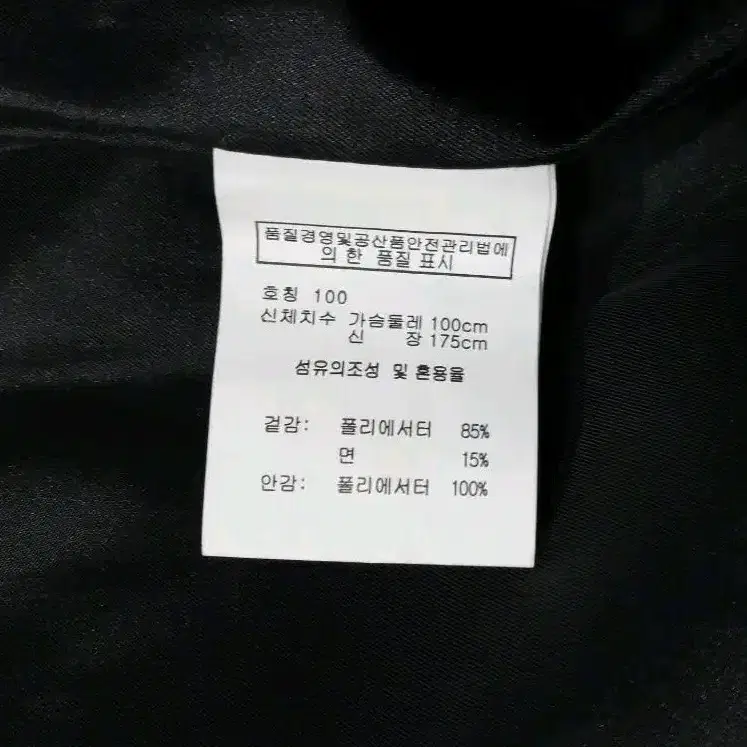 품질경영및공산품안전관리법에
의 한 품질 표시
호칭 100
신체치수 가슴둘레 100cm
신 장 175cm
섬유의조성 및 혼용율
겉감: 폴리에서터 85%
면 15%
안감: 폴리에서터 100%